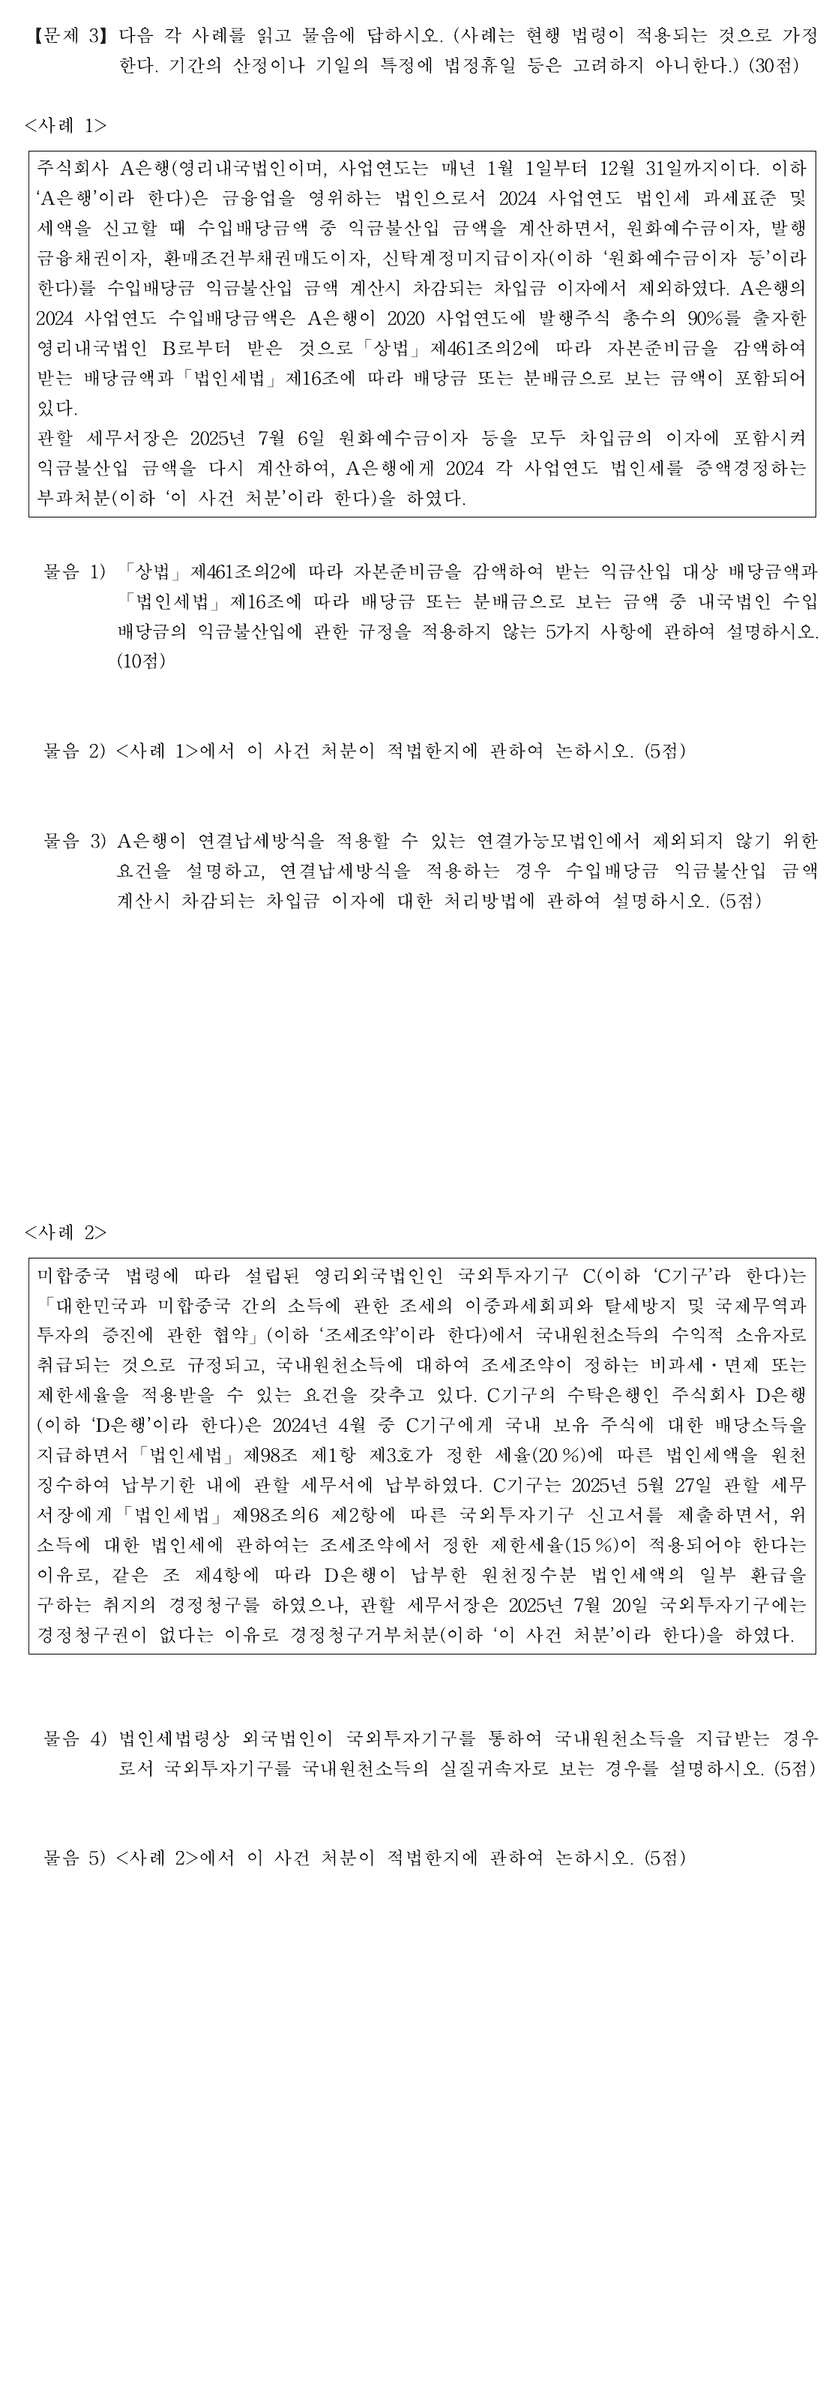 【문제 3】 다음 각 사례를 읽고 물음에 답하시오. (사례는 현행 법령이 적용되는 것으로 가정
한다. 기간의 산정이나 기일의 특정에 법정휴일 등은 고려하지 아니한다.) (30점)
<사례 1>
주식회사 A은행(영리내국법인이며, 사업연도는 매년 1월 1일부터 12월 31일까지이다. 이하
‘A은행’이라 한다)은 금융업을 영위하는 법인으로서 2024 사업연도 법인세 과세표준 및
세액을 신고할 때 수입배당금액 중 익금불산입 금액을 계산하면서, 원화예수금이자, 발행
금융채권이자, 환매조건부채권매도이자, 신탁계정미지급이자(이하 ‘원화예수금이자 등’이라
한다)를 수입배당금 익금불산입 금액 계산시 차감되는 차입금 이자에서 제외하였다. A은행의
2024 사업연도 수입배당금액은 A은행이 2020 사업연도에 발행주식 총수의 90%를 출자한
영리내국법인 B로부터 받은 것으로「상법」제461조의2에 따라 자본준비금을 감액하여
받는 배당금액과「법인세법」제16조에 따라 배당금 또는 분배금으로 보는 금액이 포함되어
있다.
관할 세무서장은 2025년 7월 6일 원화예수금이자 등을 모두 차입금의 이자에 포함시켜
익금불산입 금액을 다시 계산하여, A은행에게 2024 각 사업연도 법인세를 증액경정하는
부과처분(이하 ‘이 사건 처분’이라 한다)을 하였다.
물음 1) 「상법」제461조의2에 따라 자본준비금을 감액하여 받는 익금산입 대상 배당금액과
「법인세법」제16조에 따라 배당금 또는 분배금으로 보는 금액 중 내국법인 수입
배당금의 익금불산입에 관한 규정을 적용하지 않는 5가지 사항에 관하여 설명하시오.
(10점)
물음 2) <사례 1>에서 이 사건 처분이 적법한지에 관하여 논하시오. (5점)
물음 3) A은행이 연결납세방식을 적용할 수 있는 연결가능모법인에서 제외되지 않기 위한
요건을 설명하고, 연결납세방식을 적용하는 경우 수입배당금 익금불산입 금액
계산시 차감되는 차입금 이자에 대한 처리방법에 관하여 설명하시오. (5점)
<사례 2>
미합중국 법령에 따라 설립된 영리외국법인인 국외투자기구 C(이하 ‘C기구’라 한다)는
「대한민국과 미합중국 간의 소득에 관한 조세의 이중과세회피와 탈세방지 및 국제무역과
투자의 증진에 관한 협약」(이하 ‘조세조약’이라 한다)에서 국내원천소득의 수익적 소유자로
취급되는 것으로 규정되고, 국내원천소득에 대하여 조세조약이 정하는 비과세・면제 또는
제한세율을 적용받을 수 있는 요건을 갖추고 있다. C기구의 수탁은행인 주식회사 D은행
(이하 ‘D은행’이라 한다)은 2024년 4월 중 C기구에게 국내 보유 주식에 대한 배당소득을
지급하면서「법인세법」제98조 제1항 제3호가 정한 세율(20%)에 따른 법인세액을 원천
징수하여 납부기한 내에 관할 세무서에 납부하였다. C기구는 2025년 5월 27일 관할 세무
서장에게「법인세법」제98조의6 제2항에 따른 국외투자기구 신고서를 제출하면서, 위
소득에 대한 법인세에 관하여는 조세조약에서 정한 제한세율(15%)이 적용되어야 한다는
이유로, 같은 조 제4항에 따라 D은행이 납부한 원천징수분 법인세액의 일부 환급을
구하는 취지의 경정청구를 하였으나, 관할 세무서장은 2025년 7월 20일 국외투자기구에는
경정청구권이 없다는 이유로 경정청구거부처분(이하 ‘이 사건 처분’이라 한다)을 하였다.
물음 4) 법인세법령상 외국법인이 국외투자기구를 통하여 국내원천소득을 지급받는 경우
로서 국외투자기구를 국내원천소득의 실질귀속자로 보는 경우를 설명하시오. (5점)
물음 5) <사례 2>에서 이 사건 처분이 적법한지에 관하여 논하시오. (5점)